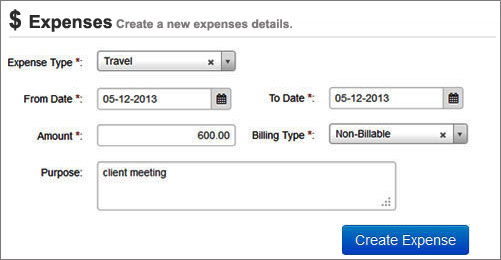 $ Expenses Create a new expenses details.
Expense Type *: Travel
From Date *: 05-12-2013 To Date *: 05-12-2013
Amount *: 600.00 Billing Type *: Non-Billable
Purpose: client meeting
Create Expense